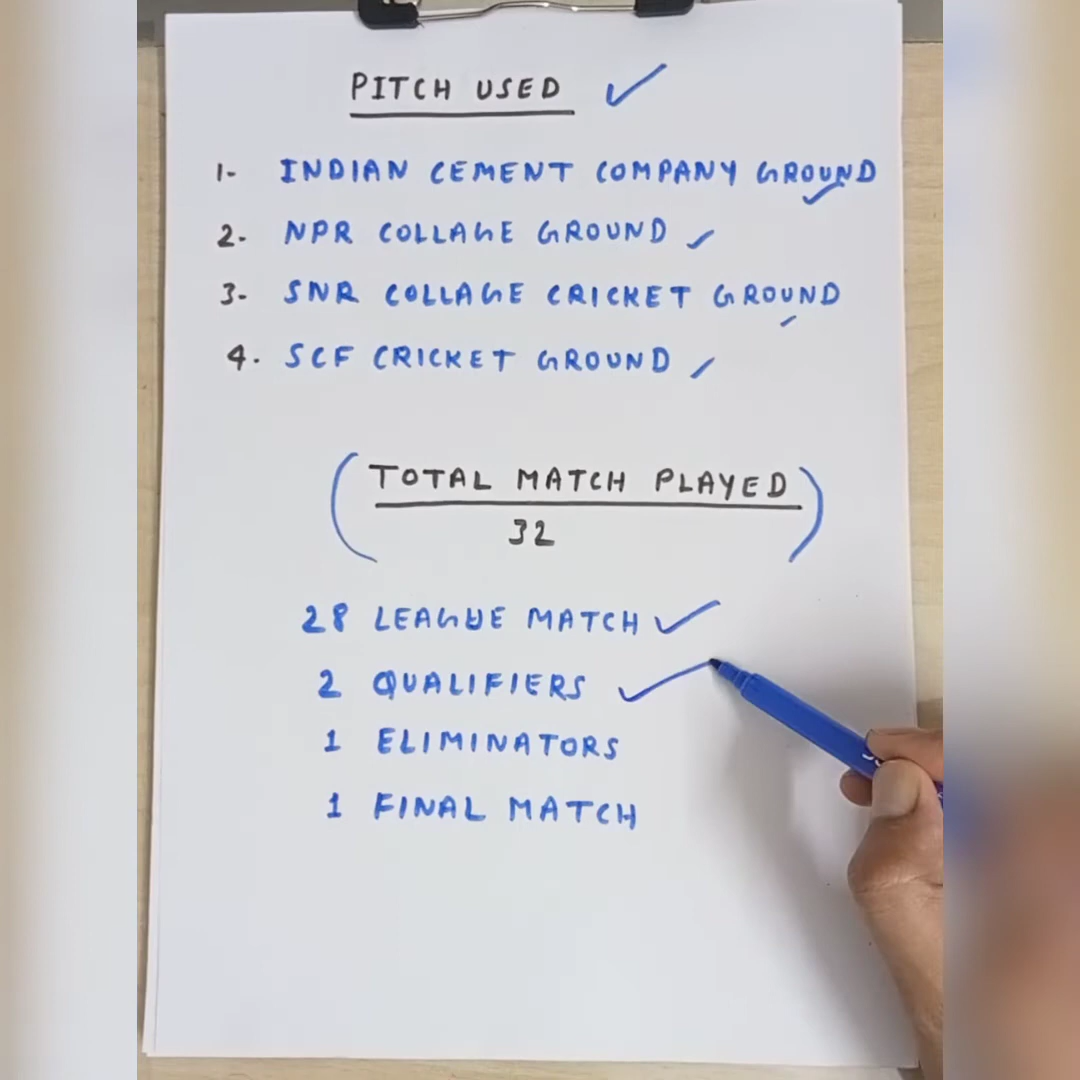 PITCH USED
1- INDIAN CEMENT COMPANY GROUND
2- NPR COLLAGE GROUND
3- SNR COLLAGE CRICKET GROUND
4. SCF CRICKET GROUND
(TOTAL MATCH PLAYED
32)
28 LEAGUE MATCH
2 QUALIFIERS
1 ELIMINATORS
1 FINAL MATCH